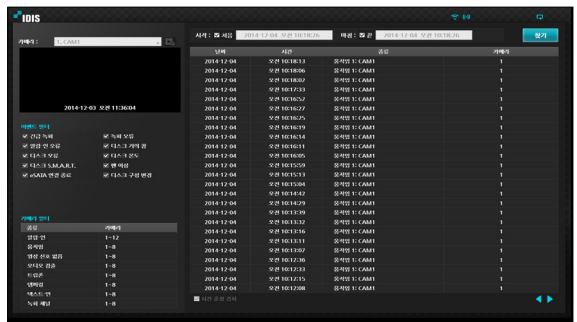 IDIS
카메라 : 1. CAM1
시작 : 처음 2014-12-04 오전 10:18:26 마침 : 끝 2014-12-04 오전 10:18:26 찾기
2014-12-03 오전 11:36:04
이벤트 필터
긴급 녹화 녹화 오류
알람-인 오류 디스크 거의 참
디스크 오류 디스크 온도
디스크 S.M.A.R.T. 팬 이상
eSATA 연결 종료 디스크 구성 변경
카메라 필터
종류 카메라
알람-인 1~12
움직임 1~8
영상 신호 없음 1~8
오디오 검출 1~8
트립존 1~8
탬퍼링 1~8
텍스트-인 1~8
녹화 채널 1~8
날짜 시간 종류 카메라
2014-12-04 오전 10:18:13 움직임 1: CAM1 1
2014-12-04 오전 10:18:06 움직임 1: CAM1 1
2014-12-04 오전 10:18:02 움직임 1: CAM1 1
2014-12-04 오전 10:17:33 움직임 1: CAM1 1
2014-12-04 오전 10:16:52 움직임 1: CAM1 1
2014-12-04 오전 10:16:27 움직임 1: CAM1 1
2014-12-04 오전 10:16:25 움직임 1: CAM1 1
2014-12-04 오전 10:16:19 움직임 1: CAM1 1
2014-12-04 오전 10:16:14 움직임 1: CAM1 1
2014-12-04 오전 10:16:11 움직임 1: CAM1 1
2014-12-04 오전 10:16:05 움직임 1: CAM1 1
2014-12-04 오전 10:15:59 움직임 1: CAM1 1
2014-12-04 오전 10:15:13 움직임 1: CAM1 1
2014-12-04 오전 10:15:04 움직임 1: CAM1 1
2014-12-04 오전 10:14:42 움직임 1: CAM1 1
2014-12-04 오전 10:14:29 움직임 1: CAM1 1
2014-12-04 오전 10:13:39 움직임 1: CAM1 1
2014-12-04 오전 10:13:32 움직임 1: CAM1 1
2014-12-04 오전 10:13:16 움직임 1: CAM1 1
2014-12-04 오전 10:13:11 움직임 1: CAM1 1
2014-12-04 오전 10:13:07 움직임 1: CAM1 1
2014-12-04 오전 10:12:36 움직임 1: CAM1 1
2014-12-04 오전 10:12:33 움직임 1: CAM1 1
2014-12-04 오전 10:12:15 움직임 1: CAM1 1
2014-12-04 오전 10:12:08 움직임 1: CAM1 1